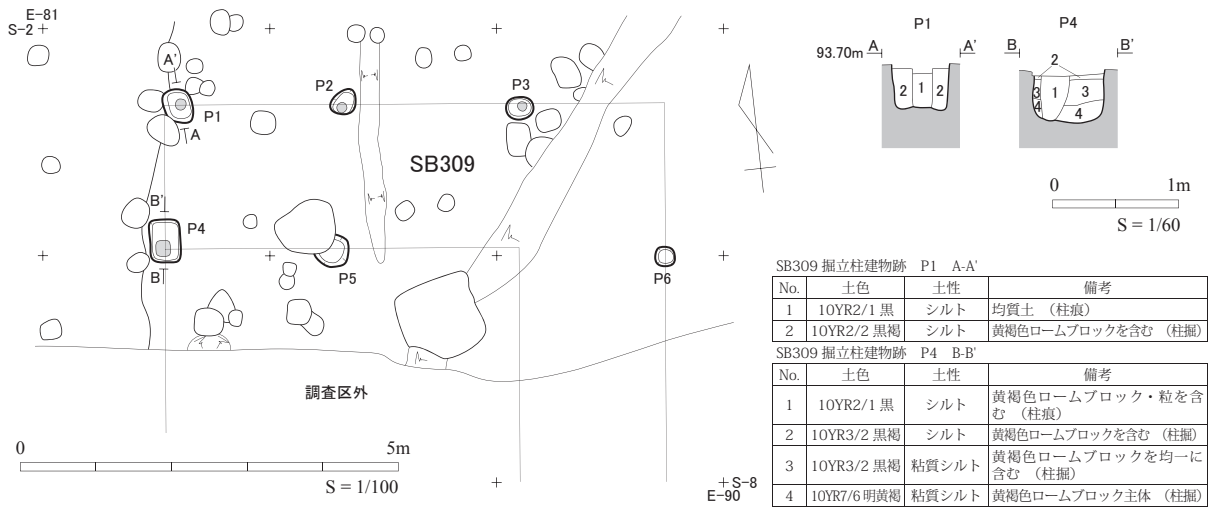 E-81
S-2
A'
P1
A
P2
P3
SB309
B'
P4
B
P5
P6
調査区外
0 5m
S = 1/100
S-8
E-90
P1 P4
93.70m A A' B B'
2 1 2
2
3 1 3
4 4
0 1m
S = 1/60
SB309 掘立柱建物跡 P1 A-A'
No. 土色 土性 備考
1 10YR2/1 黒 シルト 均質土 (柱痕)
2 10YR2/2 黒褐 シルト 黄褐色ロームブロックを含む (柱掘)
SB309 掘立柱建物跡 P4 B-B'
No. 土色 土性 備考
1 10YR2/1 黒 シルト 黄褐色ロームブロック・粒を含
む (柱痕)
2 10YR3/2 黒褐 シルト 黄褐色ロームブロックを含む (柱掘)
3 10YR3/2 黒褐 粘質シルト 黄褐色ロームブロックを均一に
含む (柱掘)
4 10YR7/6 明黄褐 粘質シルト 黄褐色ロームブロック主体 (柱掘)